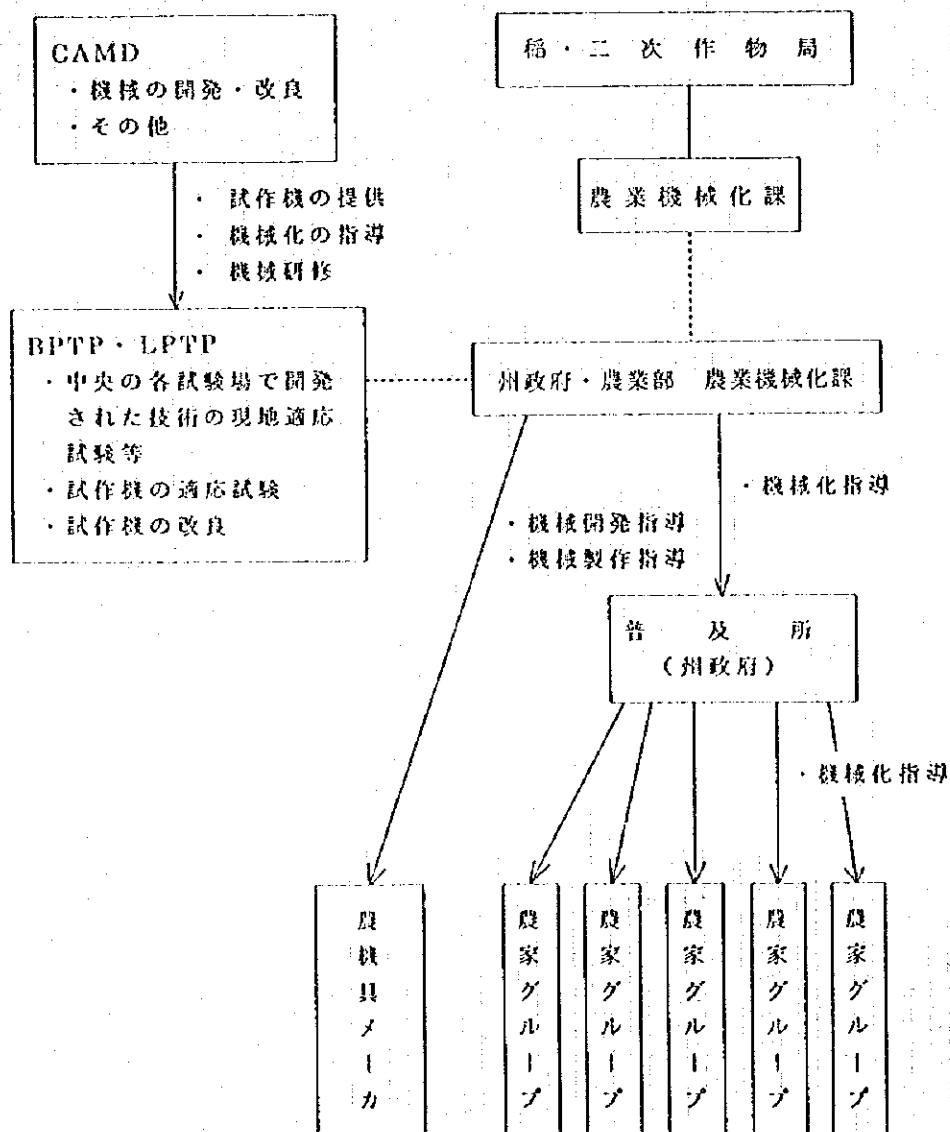 CAMD
・機械の開発・改良
・その他
稲・二次作物局
農業機械化課
・試作機の提供
・機械化の指導
・機械研修
BPTP・LPTP
・中央の各試験場で開発
された技術の現地適応
試験等
・試作機の適応試験
・試作機の改良
州政府・農業部 農業機械化課
・機械開発指導
・機械製作指導
・機械化指導
普及所
(州政府)
・機械化指導
農機具メーカ
農家グループ
農家グループ
農家グループ
農家グループ
農家グループ